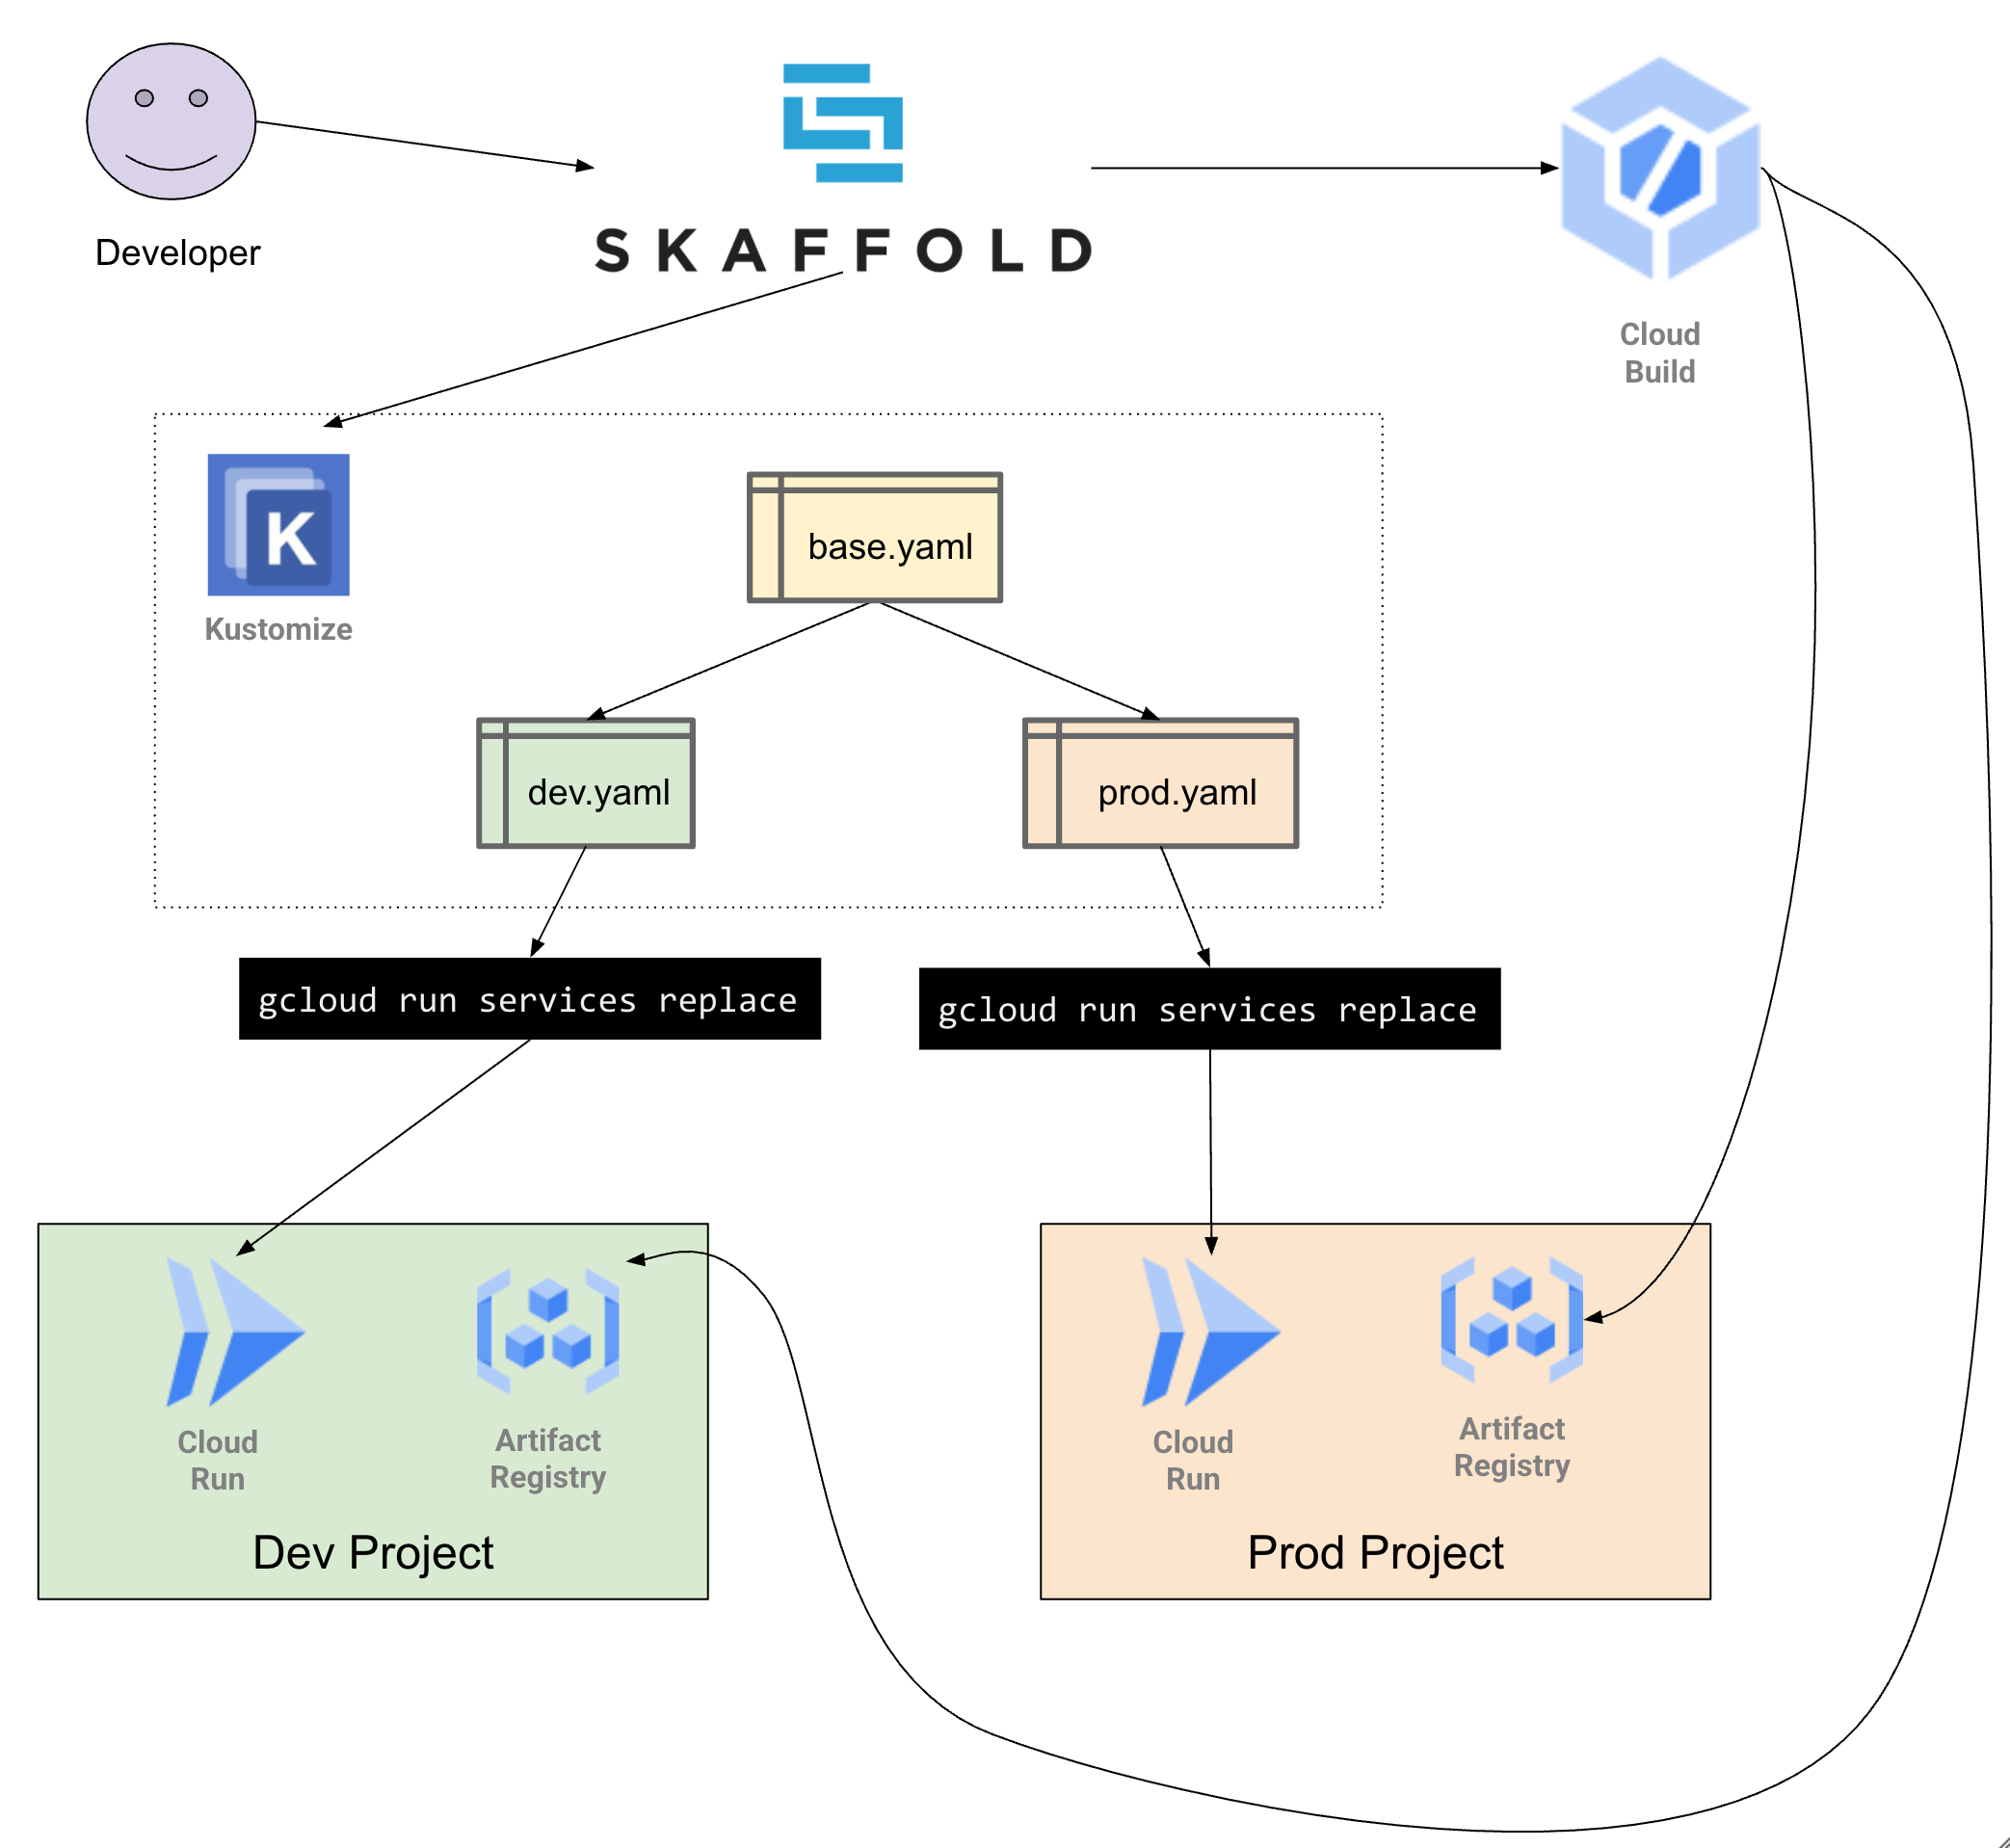 Developer
SKAFFOLD
Cloud
Build
K
Kustomize
base.yaml
dev.yaml
prod.yaml
gcloud run services replace
gcloud run services replace
Cloud
Run
Artifact
Registry
Dev Project
Cloud
Run
Artifact
Registry
Prod Project